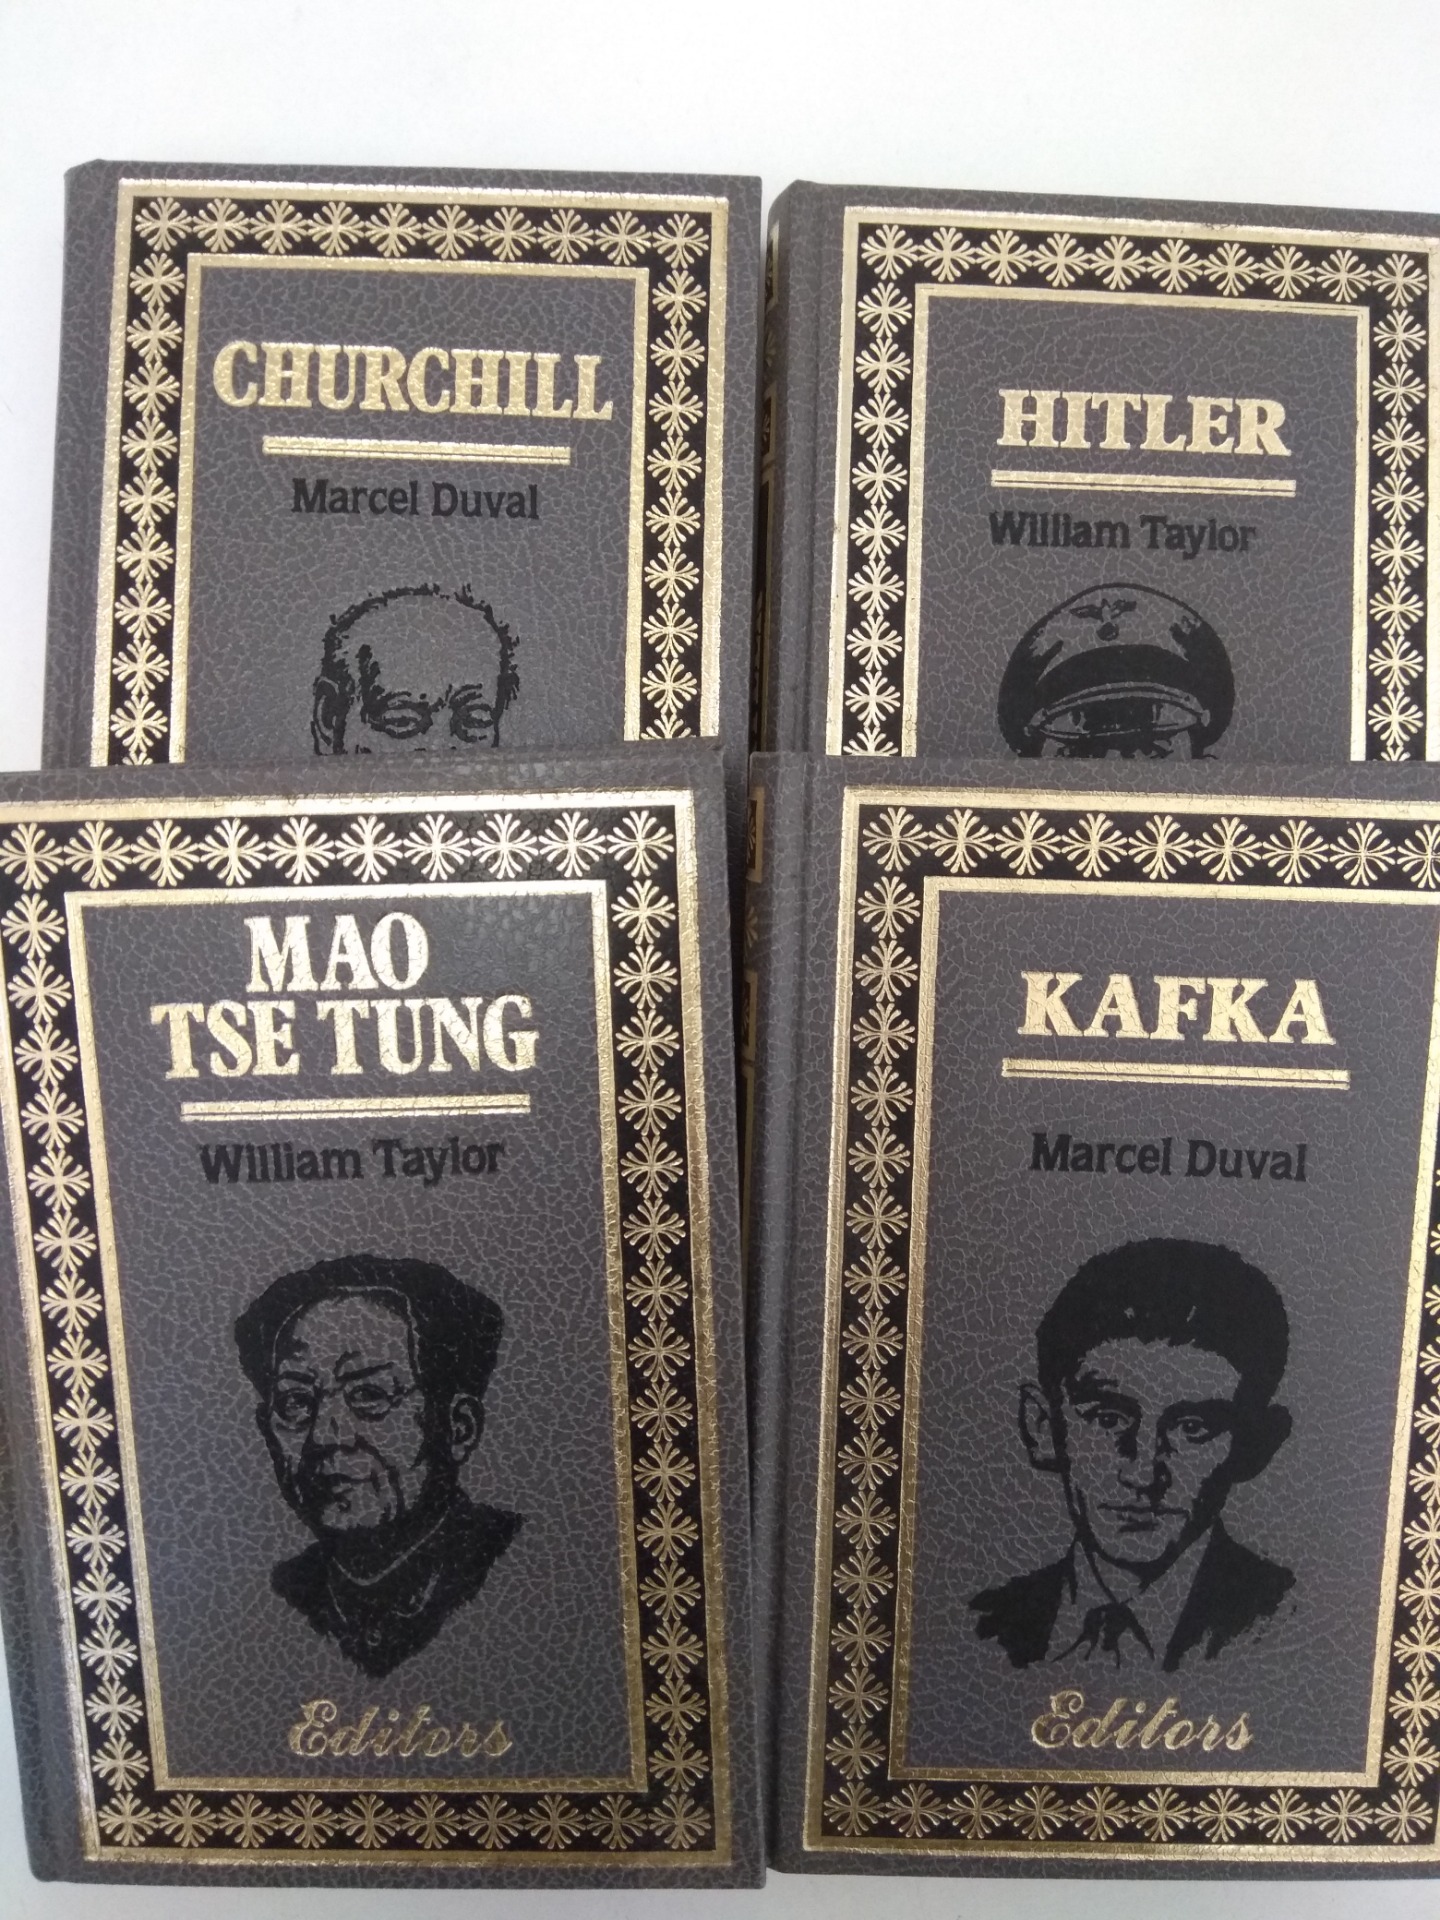 CHURCHILL
Marcel Duval
HITLER
William Taylor
MAO
TSE TUNG
William Taylor
Editors
KAFKA
Marcel Duval
Editors